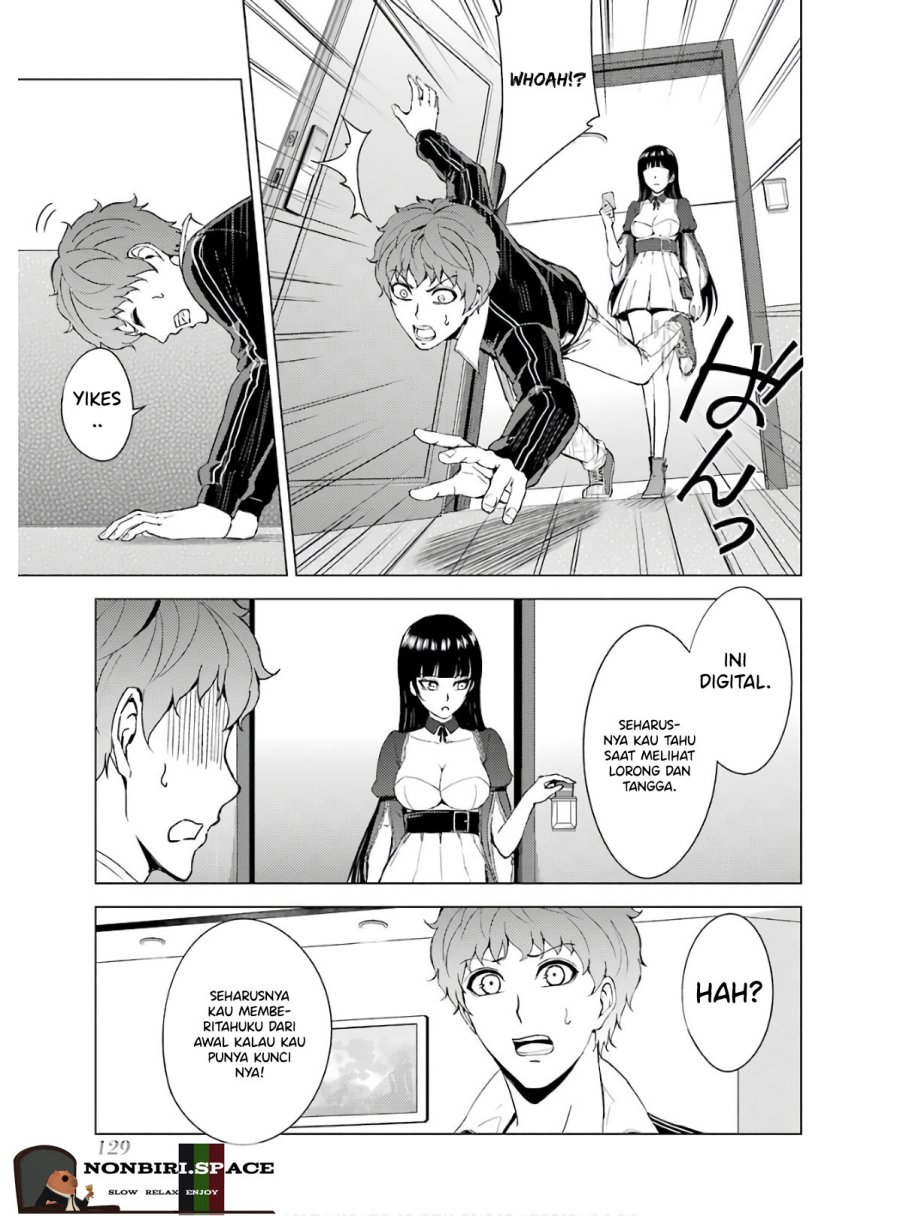 WHOAH!?
ばんっ
YIKES
..
INI
DIGITAL.
SEHARUS-
NYA KAU TAHU
SAAT MELIHAT
LORONG DAN
TANGGA.
HAH?
SEHARUSNYA
KAU MEMBE-
RITAHUKU DARI
AWAL KALAU KAU
PUNYA KUNCI
NYA!
129
NONBIRI.SPACE
SLOW RELAX ENJOY